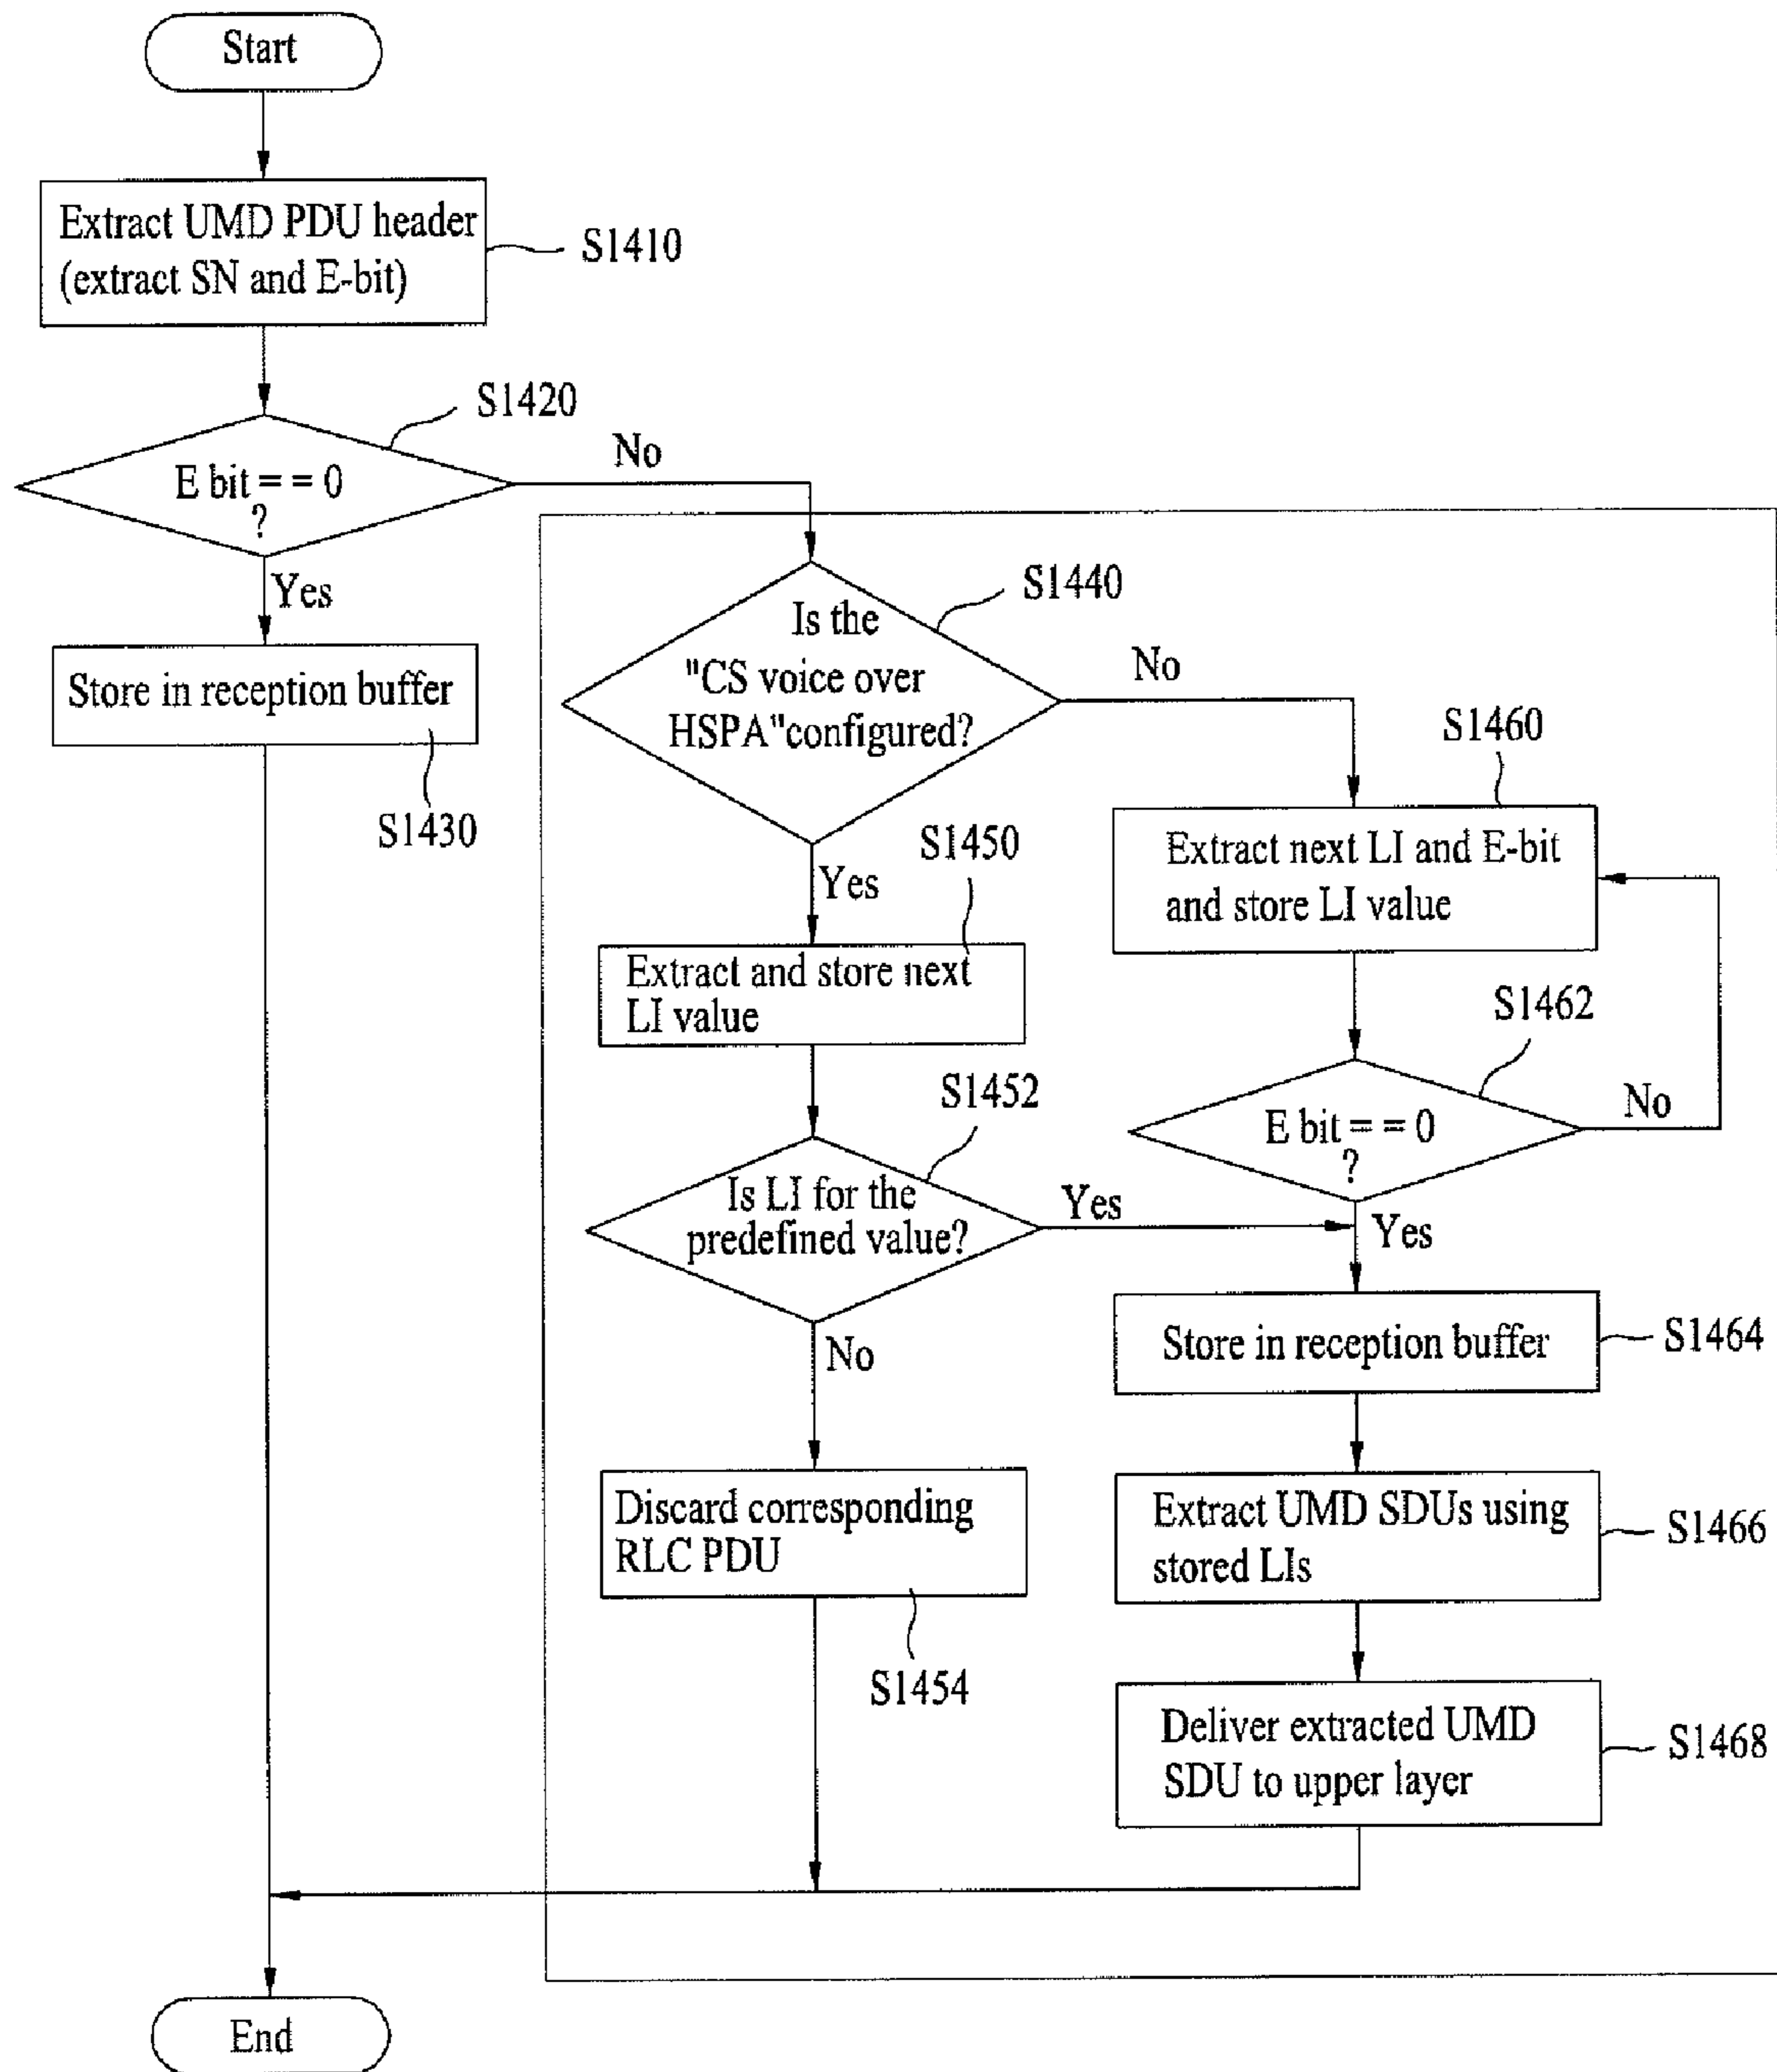 Start
Extract UMD PDU header
(extract SN and E-bit)
S1410
S1420
E bit = = 0
?
No
Yes
Store in reception buffer
S1430
S1440
Is the
"CS voice over
HSPA"configured?
No
Yes
S1450
Extract and store next
LI value
S1460
Extract next LI and E-bit
and store LI value
S1452
Is LI for the
predefined value?
Yes
No
S1462
E bit = = 0
?
No
Yes
Store in reception buffer
S1464
Discard corresponding
RLC PDU
S1454
Extract UMD SDUs using
stored LIs
S1466
Deliver extracted UMD
SDU to upper layer
S1468
End